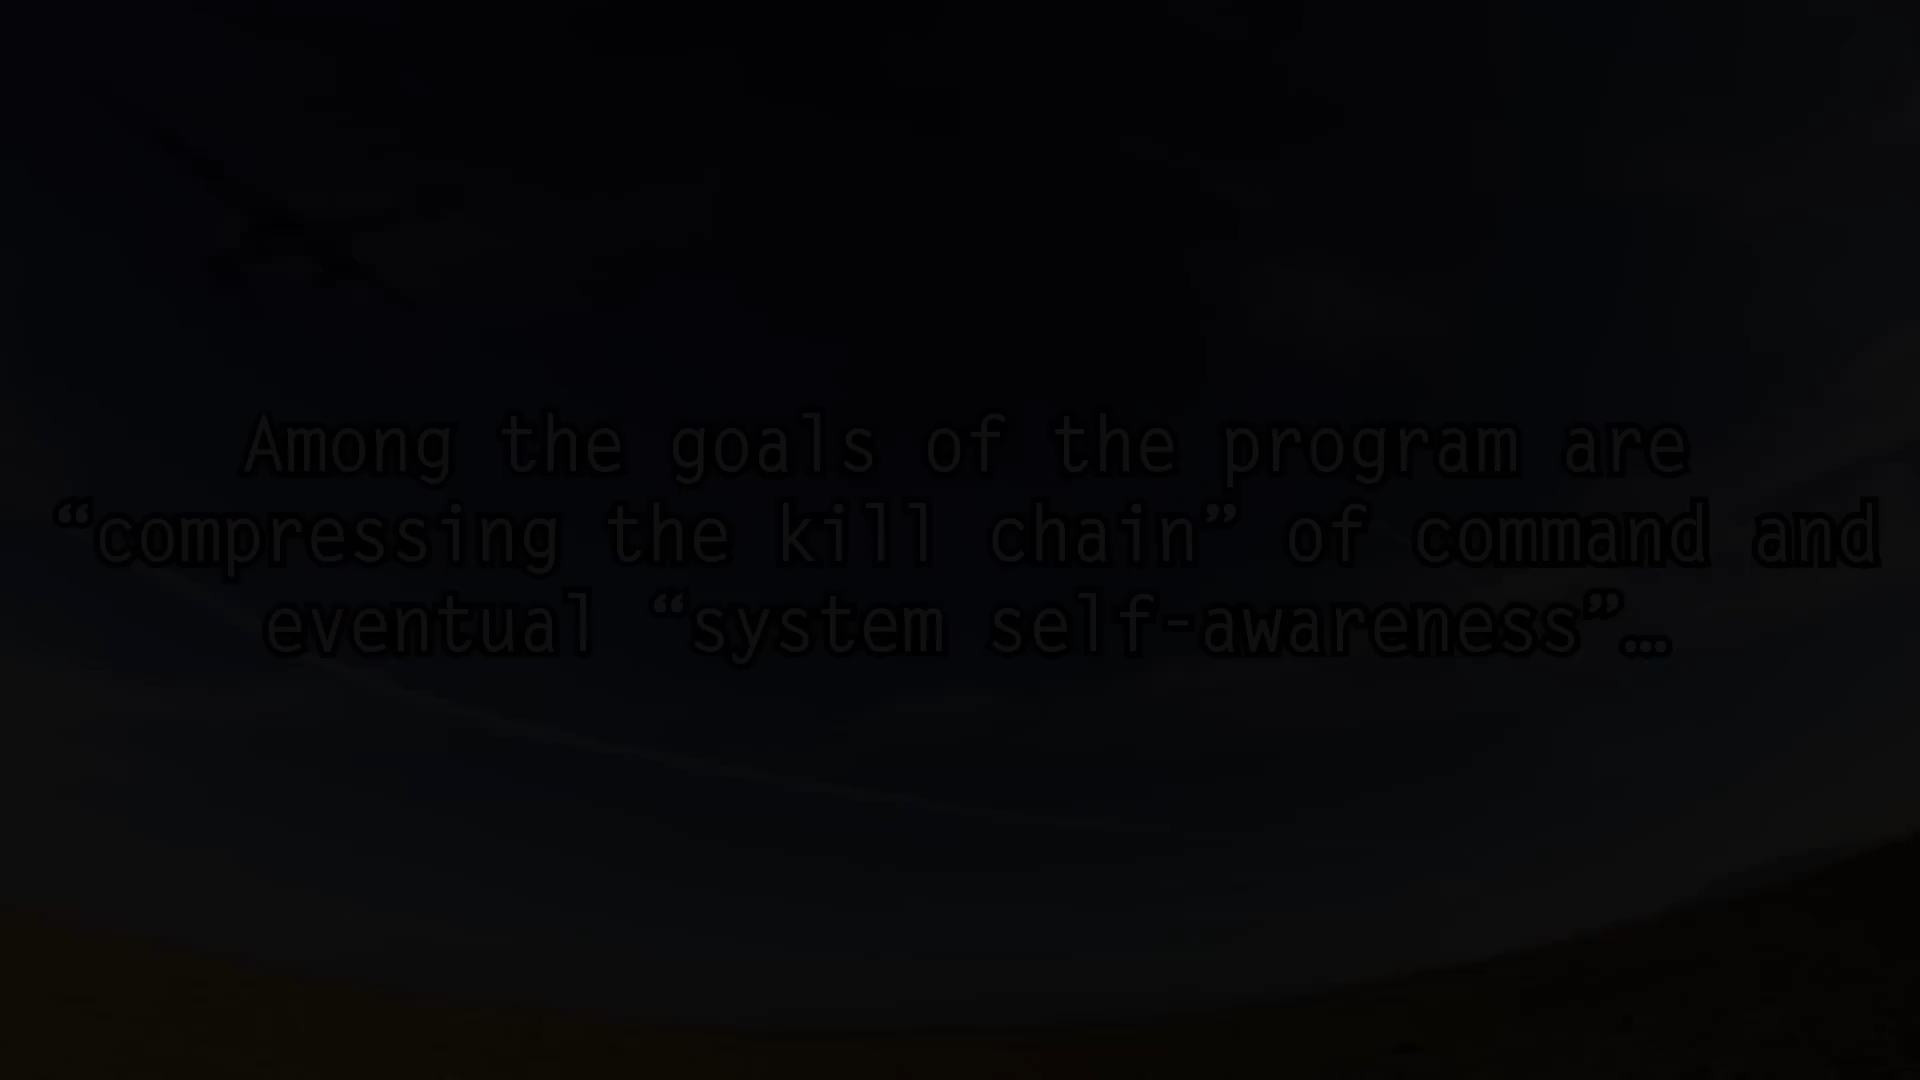 Among the goals of the program are
“compressing the kill chain” of command and
eventual “system self-awareness”…